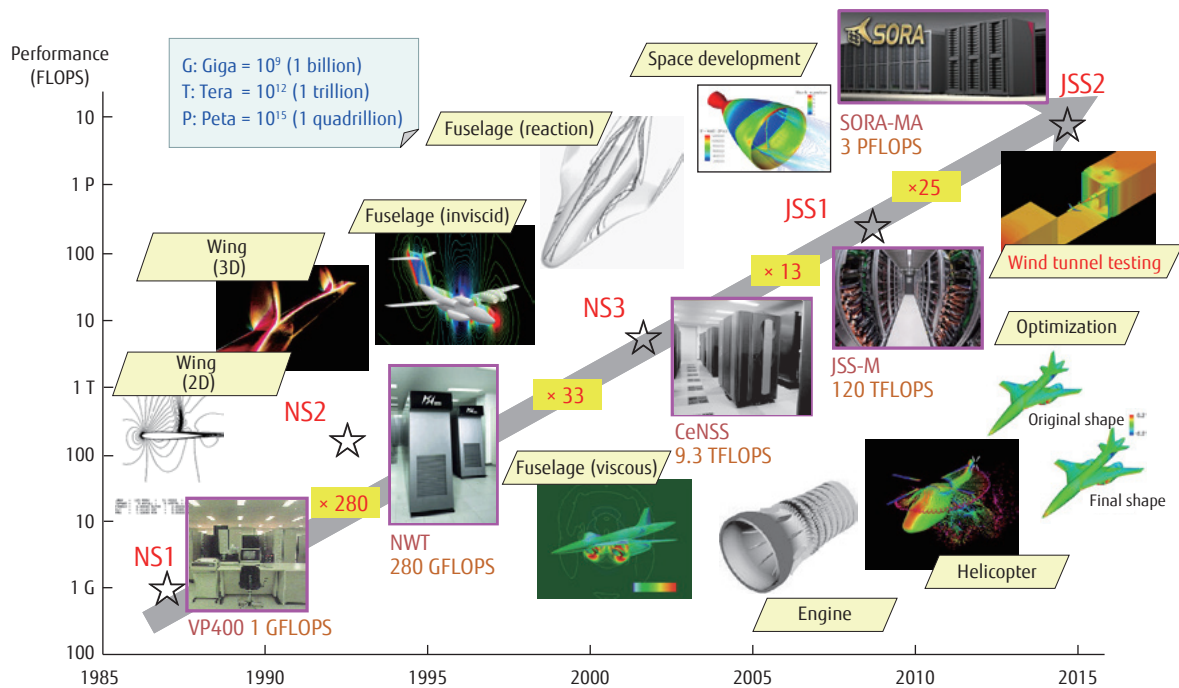 Performance
(FLOPS)
G: Giga = 10⁹ (1 billion)
T: Tera = 10¹² (1 trillion)
P: Peta = 10¹⁵ (1 quadrillion)
10
1 P
100
10
1 T
100
10
1 G
100
1985
1990
1995
2000
2005
2010
2015
Wing
(2D)
Wing
(3D)
Fuselage (inviscid)
Fuselage (reaction)
Space development
SORA
NS1
VP400 1 GFLOPS
× 280
NS2
NWT
280 GFLOPS
× 33
NS3
CeNSS
9.3 TFLOPS
× 13
JSS1
JSS-M
120 TFLOPS
×25
JSS2
SORA-MA
3 PFLOPS
Wind tunnel testing
Optimization
Original shape
0.2°
-0.2°
Final shape
Fuselage (viscous)
Engine
Helicopter